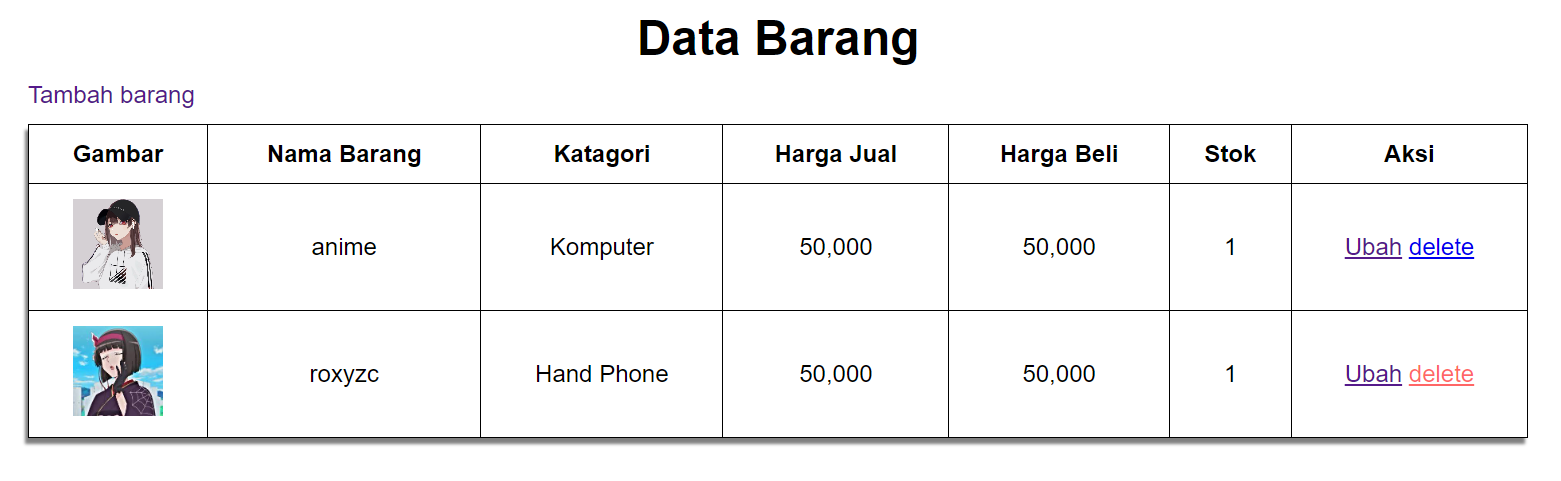 Data Barang
Tambah barang
Gambar Nama Barang Katagori Harga Jual Harga Beli Stok Aksi
anime Komputer 50,000 50,000 1 Ubah delete
roxyzc Hand Phone 50,000 50,000 1 Ubah delete